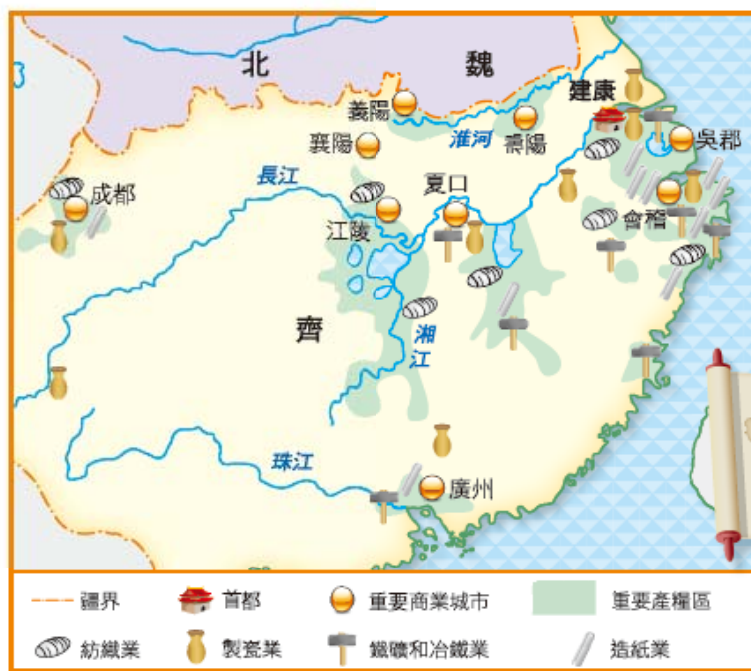 北
魏
建康
義陽
吳郡
襄陽
淮河
壽陽
長江
夏口
成都
會稽
江陵
齊
湘江
珠江
廣州
疆界
首都
重要商業城市
重要產糧區
紡織業
製瓷業
鐵礦和冶鐵業
造紙業